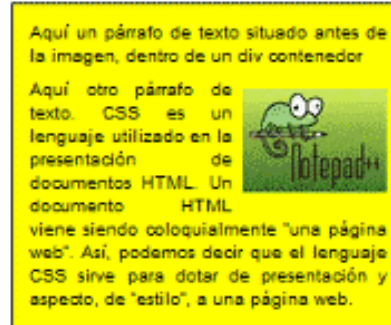 Aquí un párrafo de texto situado antes de
la imagen, dentro de un div contenedor
Aquí otro párrafo de
texto. CSS es un
lenguaje utilizado en la
presentación de
documentos HTML. Un
documento HTML
viene siendo coloquialmente "una página
web". Así, podemos decir que el lenguaje
CSS sirve para dotar de presentación y
aspecto, de "estilo", a una página web.
Notepad++